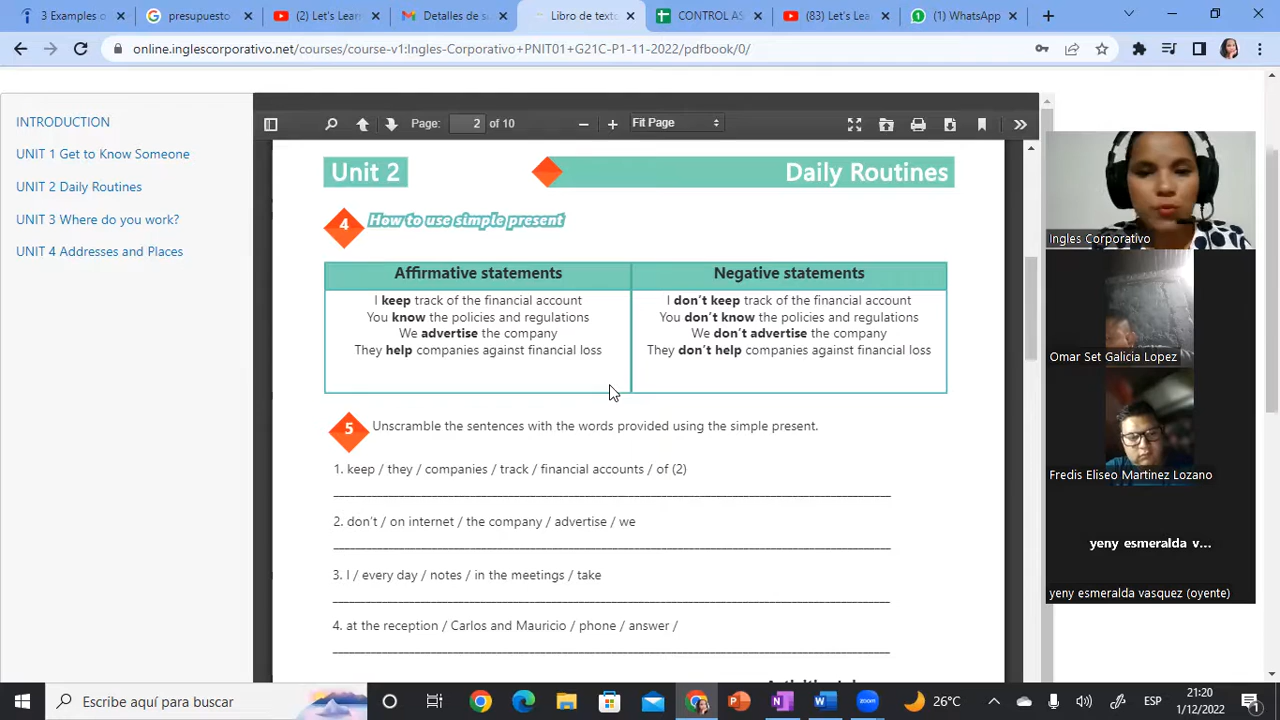 3 Ejemplos d
presupuesto
(2) Let's Learn
Detalles de su
Libro de texto
CONTROL AS
(83) Let's Lear
(1) WhatsApp
online.inglescorporativo.net/courses/course-v1:Ingles-Corporativo+PNIT01+G21C-P1-11-2022/pdfbook/0/
INTRODUCTION
UNIT 1 Get to Know Someone
UNIT 2 Daily Routines
UNIT 3 Where do you work?
UNIT 4 Addresses and Places
Page: 2 of 10
Fit Page
Unit 2
Daily Routines
4 How to use simple present
Affirmative statements
Negative statements
I keep track of the financial account
You know the policies and regulations
We advertise the company
They help companies against financial loss
I don't keep track of the financial account
You don't know the policies and regulations
We don't advertise the company
They don't help companies against financial loss
5 Unscramble the sentences with the words provided using the simple present.
1. keep / they / companies / track / financial accounts / of (2)
2. don't / on internet / the company / advertise / we
3. I / every day / notes / in the meetings / take
4. at the reception / Carlos and Mauricio / phone / answer /
Ingles Corporativo
Omar Set Galicia Lopez
Fredis Eliseo Martinez Lozano
yeny esmeralda v...
yeny esmeralda vasquez (oyente)
Escribe aquí para buscar
26°C
ESP
21:20
1/12/2022